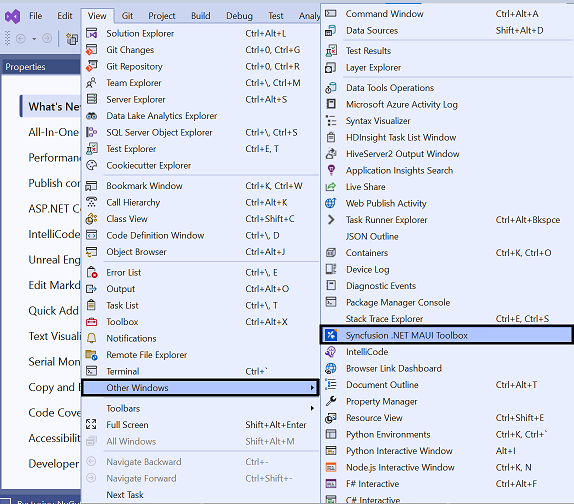 File Edit View Git Project Build Debug Test Analy
Properties
What's New
All-In-One
Performanc
Publish con
ASP.NET Co
IntelliCode
Unreal Eng
Edit Markd
Quick Add
Text Visuali
Serial Mon
Copy and P
Code Cove
Accessibili
Developer
Solution Explorer Ctrl+Alt+L
Git Changes Ctrl+0, Ctrl+G
Git Repository Ctrl+0, Ctrl+R
Team Explorer Ctrl+\, Ctrl+M
Server Explorer Ctrl+Alt+S
Data Lake Analytics Explorer
SQL Server Object Explorer Ctrl+\, Ctrl+S
Test Explorer Ctrl+E, T
Cookiecutter Explorer
Bookmark Window Ctrl+K, Ctrl+W
Call Hierarchy Ctrl+Alt+K
Class View Ctrl+Shift+C
Code Definition Window Ctrl+\, D
Object Browser Ctrl+Alt+J
Error List Ctrl+\, E
Output Ctrl+Alt+O
Task List Ctrl+\, T
Toolbox Ctrl+Alt+X
Notifications
Remote File Explorer
Terminal Ctrl+`
Other Windows
Toolbars
Full Screen Shift+Alt+Enter
All Windows Shift+Alt+M
Navigate Backward Ctrl+-
Navigate Forward Ctrl+Shift+-
Next Task
Command Window Ctrl+Alt+A
Data Sources Shift+Alt+D
Test Results
Layer Explorer
Data Tools Operations
Microsoft Azure Activity Log
Syntax Visualizer
HDInsight Task List Window
HiveServer2 Output Window
Application Insights Search
Live Share
Web Publish Activity
Task Runner Explorer Ctrl+Alt+Bkspce
JSON Outline
Containers Ctrl+K, Ctrl+O
Device Log
Diagnostic Events
Package Manager Console
Stack Trace Explorer Ctrl+E, Ctrl+S
Syncfusion .NET MAUI Toolbox
IntelliCode
Browser Link Dashboard
Document Outline Ctrl+Alt+T
Property Manager
Resource View Ctrl+Shift+E
Python Environments Ctrl+K, Ctrl+`
Python Interactive Window Alt+I
Node.js Interactive Window Ctrl+K, N
F# Interactive Ctrl+Alt+F
C# Interactive